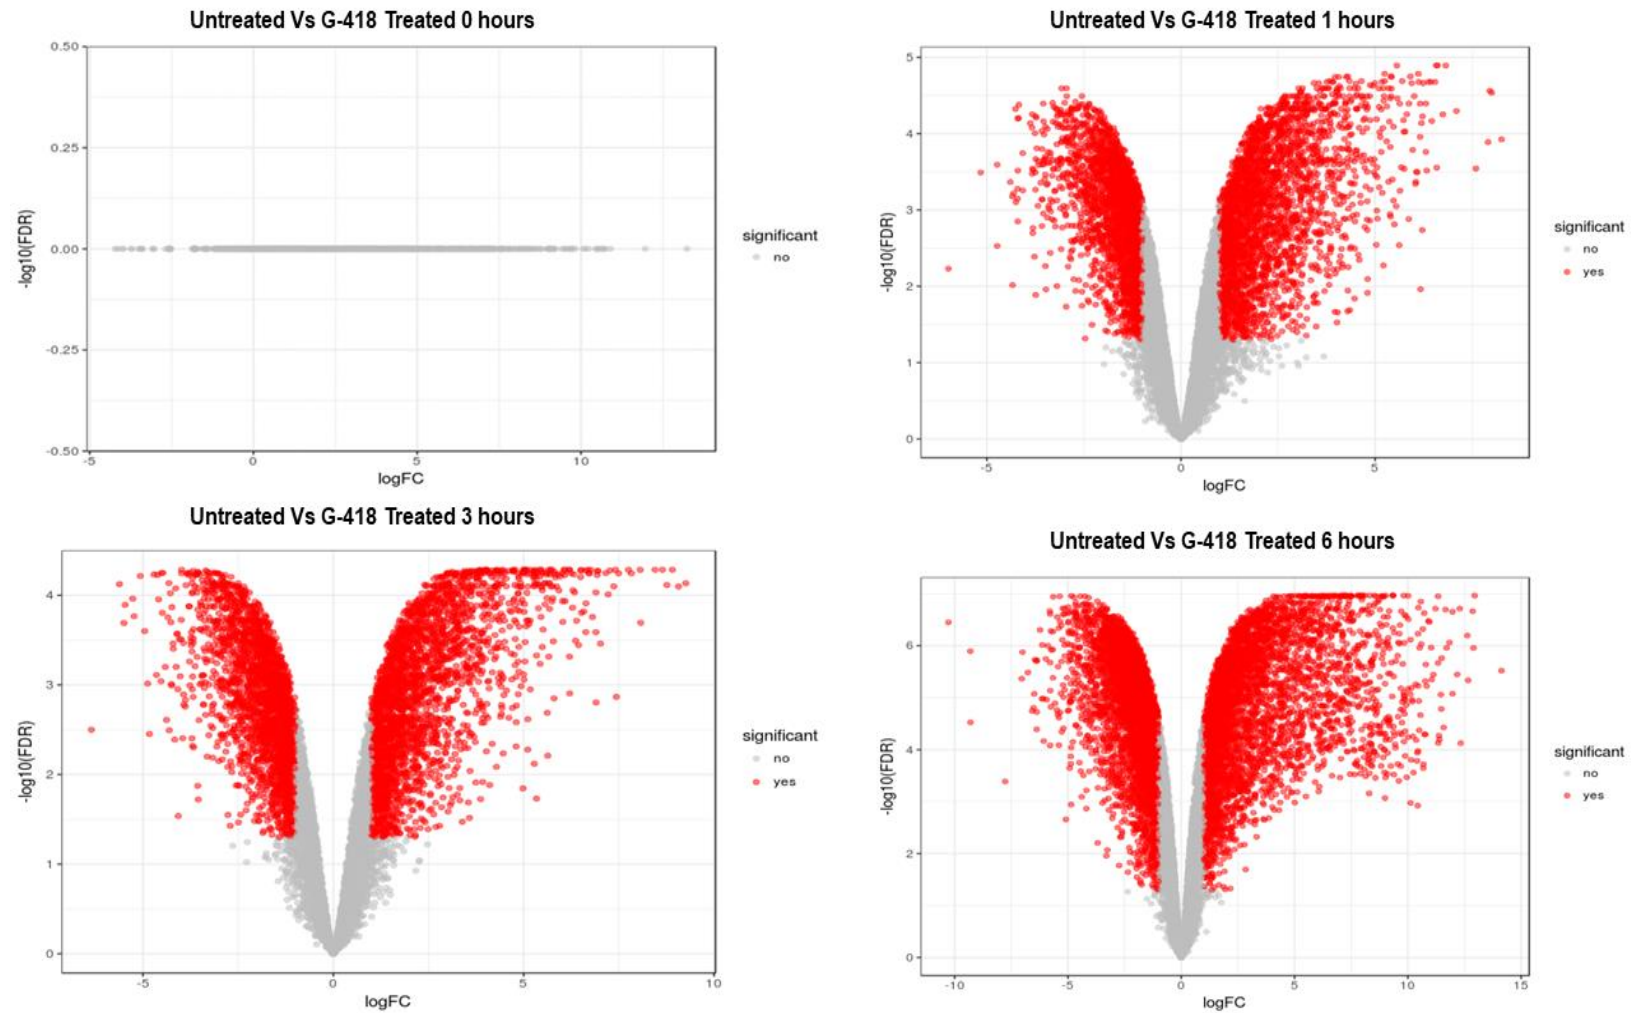 Untreated Vs G-418 Treated 0 hours
0.50
0.25
0.00
-0.25
-0.50
-log10(FDR)
-5 0 5 10
logFC
significant
no
Untreated Vs G-418 Treated 1 hours
5
4
3
2
1
0
-log10(FDR)
-5 0 5
logFC
significant
no
yes
Untreated Vs G-418 Treated 3 hours
4
3
2
1
0
-log10(FDR)
-5 0 5 10
logFC
significant
no
yes
Untreated Vs G-418 Treated 6 hours
6
4
2
0
-log10(FDR)
-10 -5 0 5 10 15
logFC
significant
no
yes